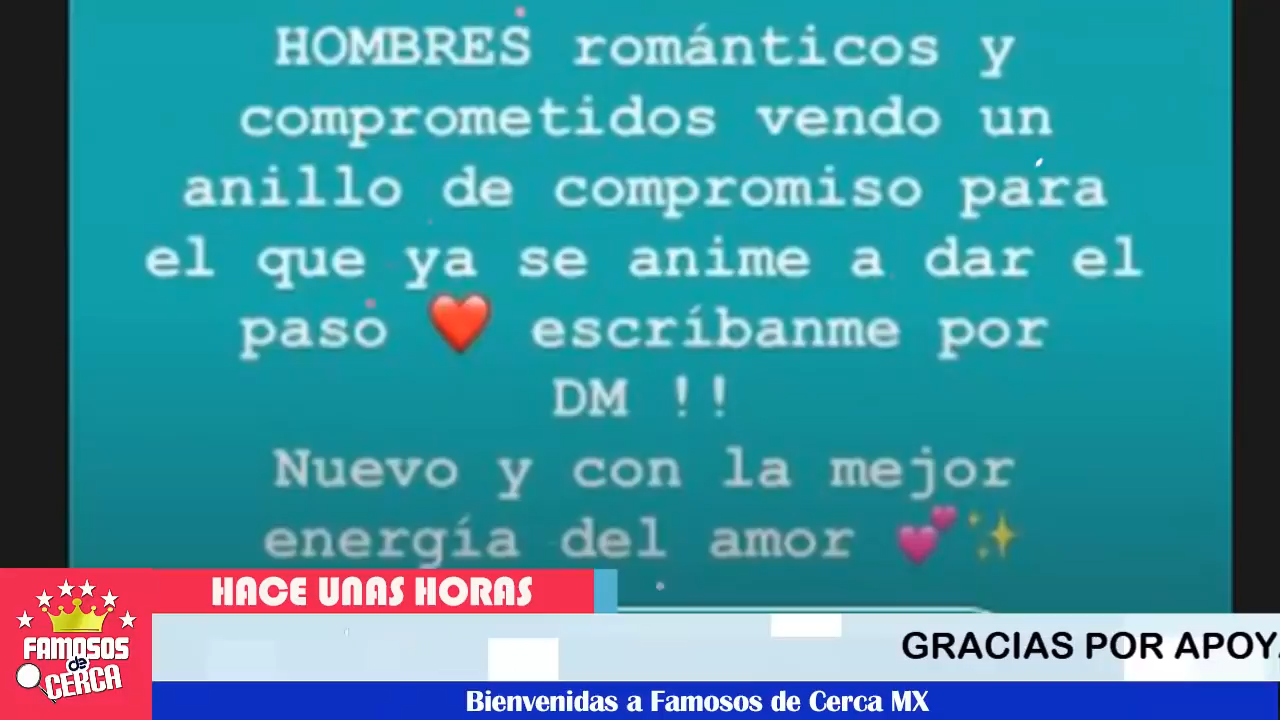 HOMBRES románticos y
comprometidos vendo un
anillo de compromiso para
el que ya se anime a dar el
paso ❤️ escríbanme por
DM !!
Nuevo y con la mejor
energía del amor 💕✨
HACE UNAS HORAS
FAMOSOS
de
CERCA
GRACIAS POR APOYA
Bienvenidas a Famosos de Cerca MX